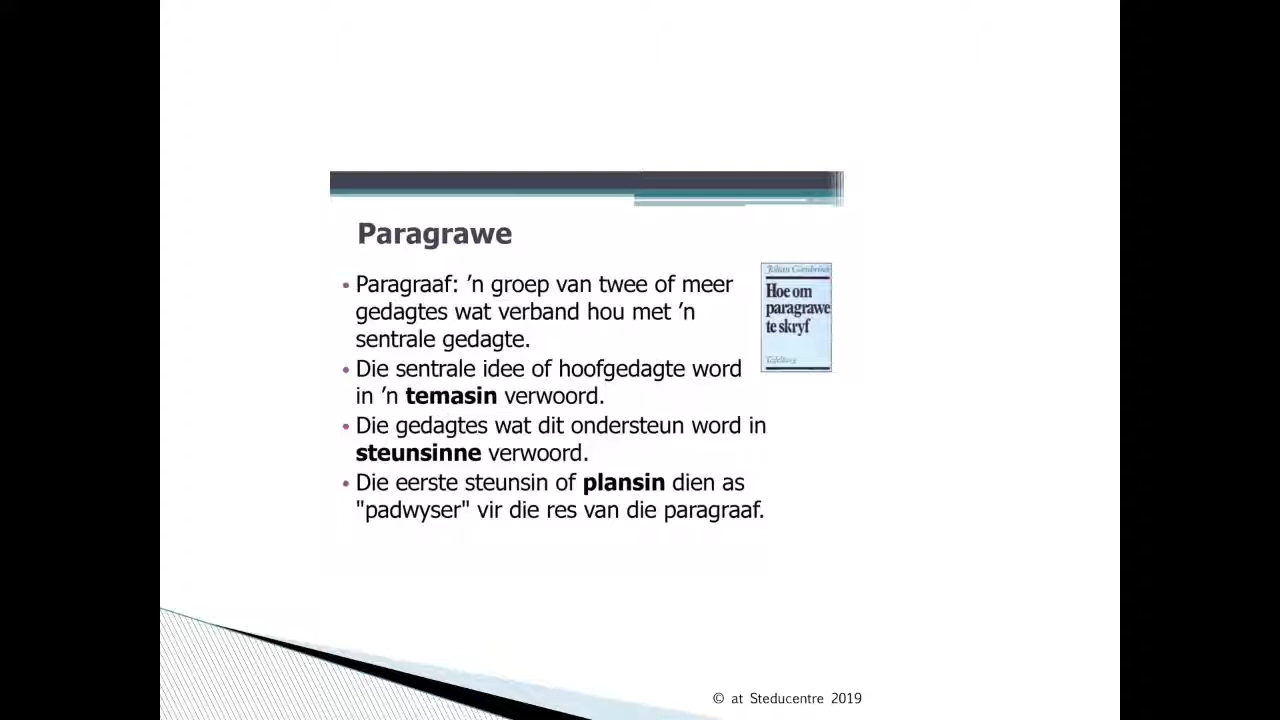 Paragrawe
• Paragraaf: ’n groep van twee of meer
gedagtes wat verband hou met ’n
sentrale gedagte.
• Die sentrale idee of hoofgedagte word
in ’n temasin verwoord.
• Die gedagtes wat dit ondersteun word in
steunsinne verwoord.
• Die eerste steunsin of plansin dien as
"padwyser" vir die res van die paragraaf.
Johan
Hoe om
paragrawe
te skryf
Tafelberg
© at Steducentre 2019